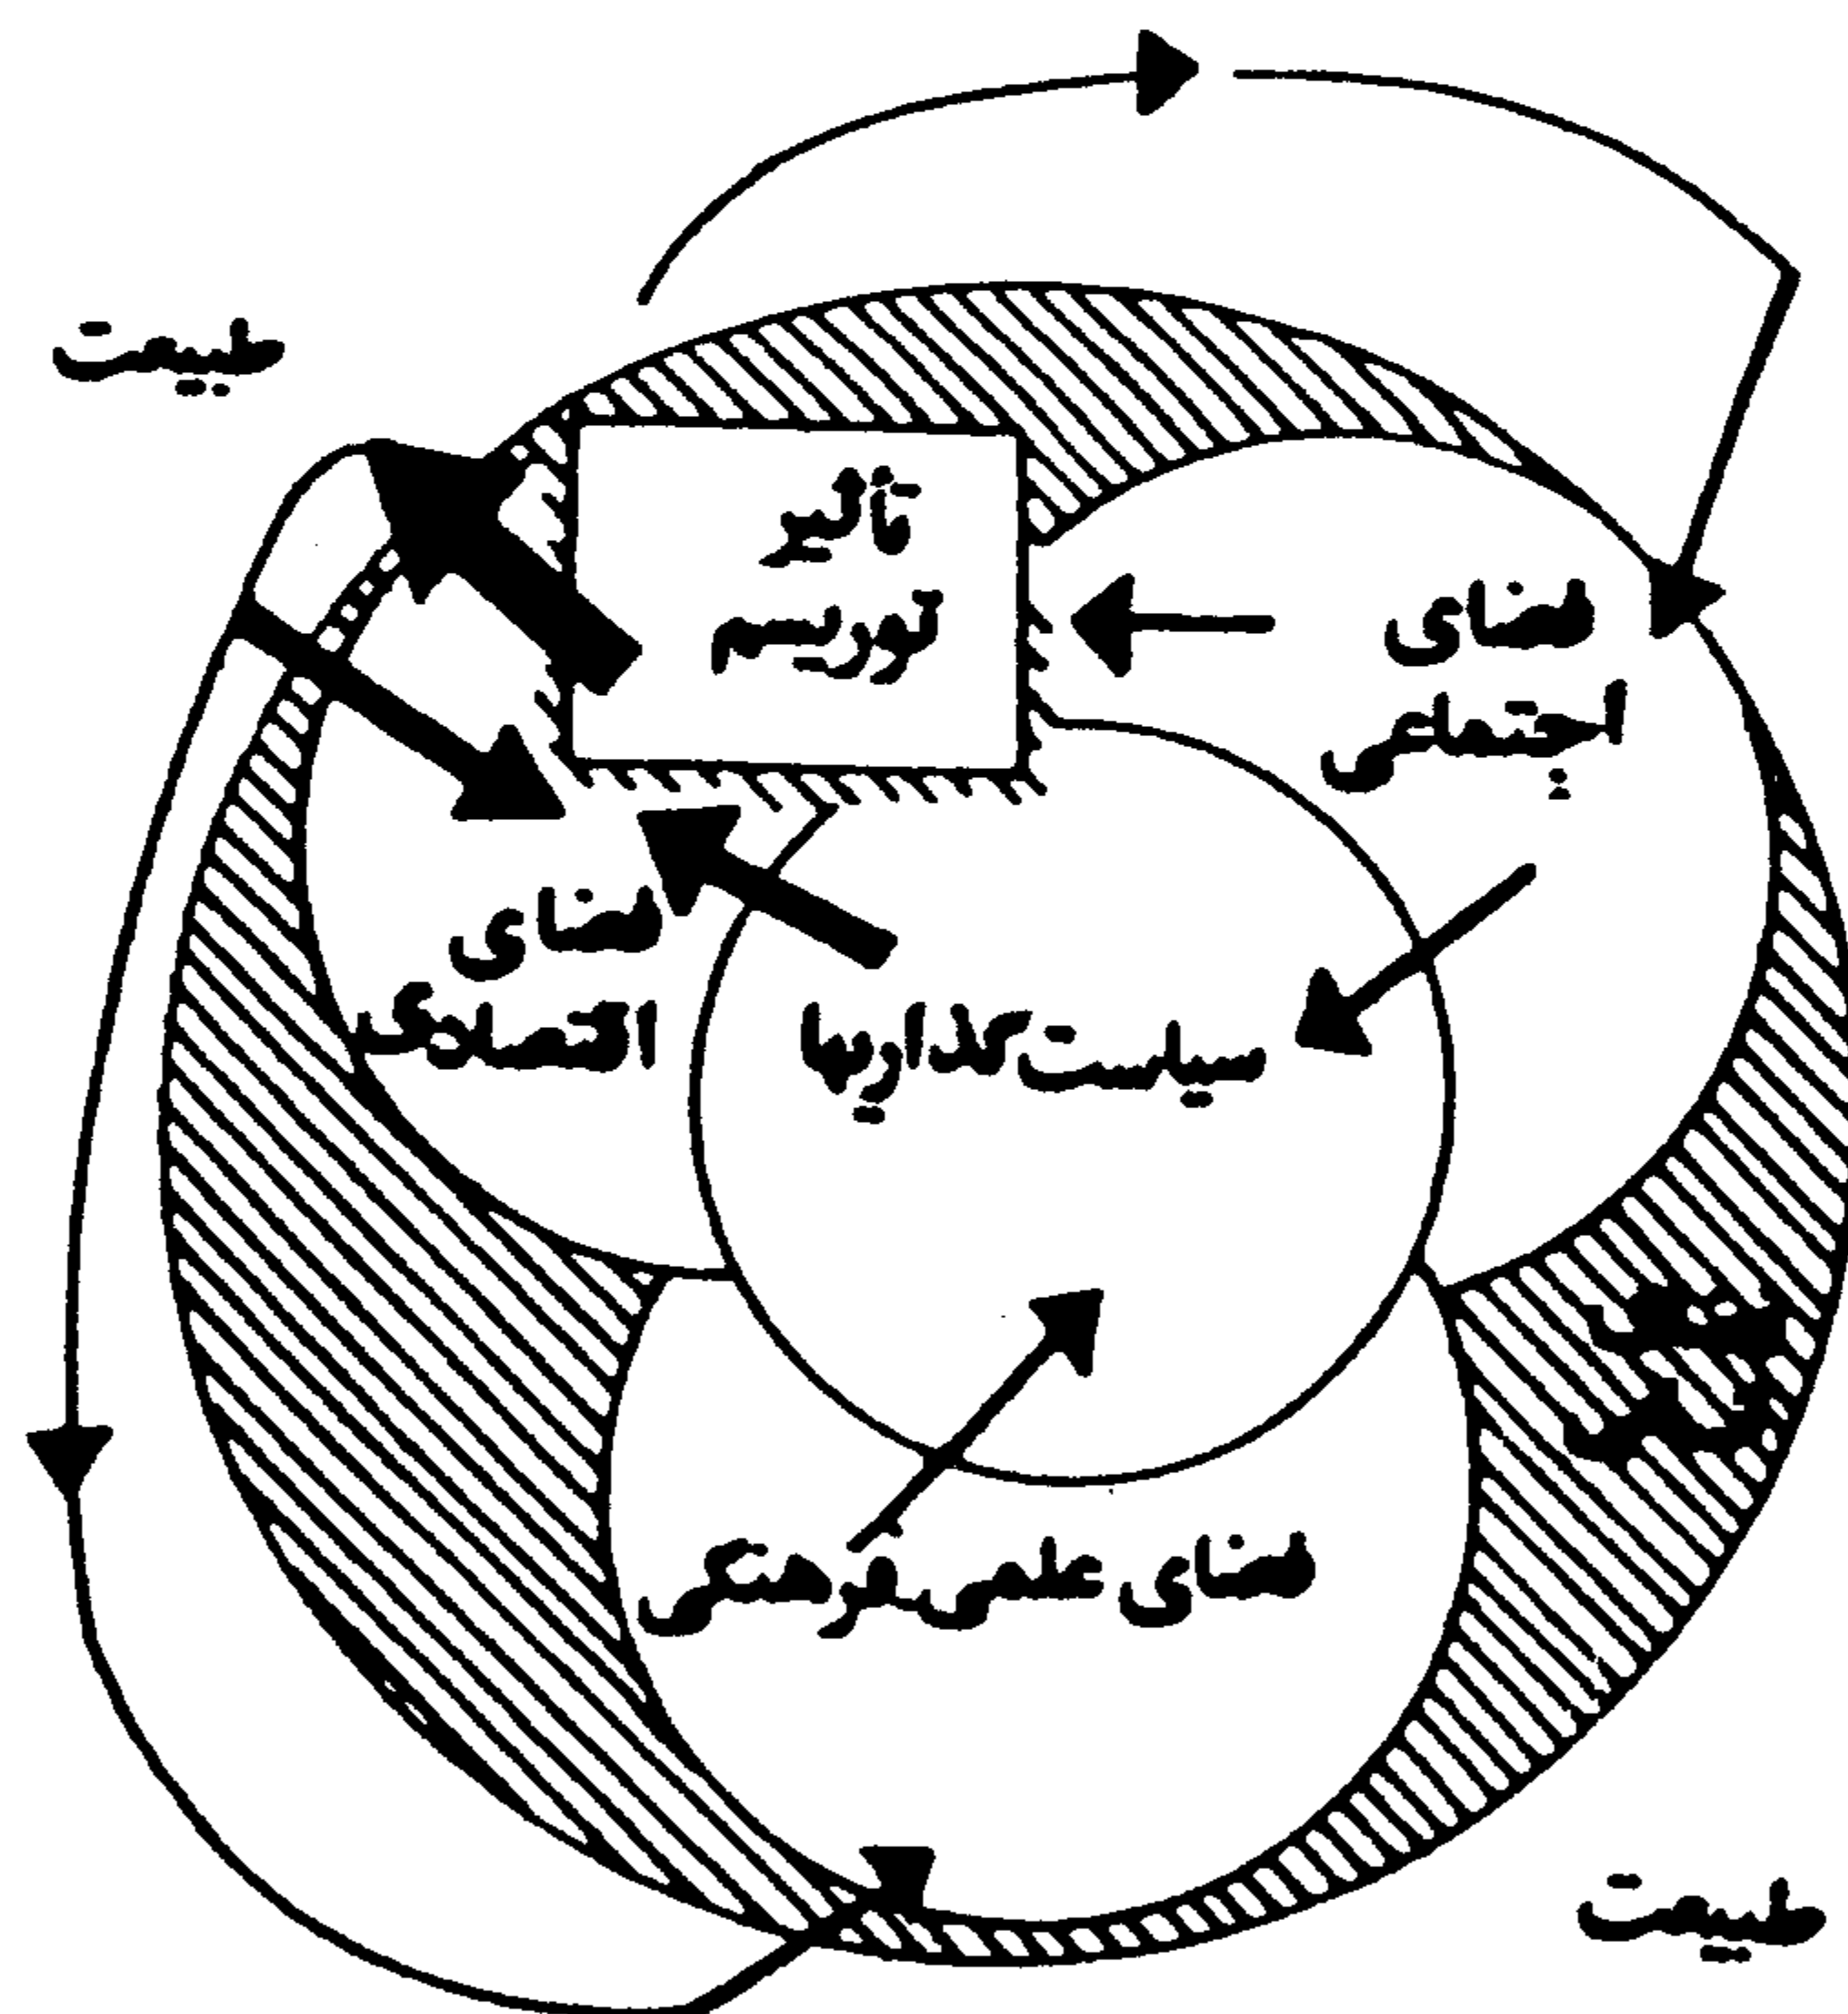 طبیعت
تأثیر
توریسم
فضای
اجتماعی
فضای
اقتصادی
سیاست گذاریها
فضای علمی فرهنگی
طبیعت